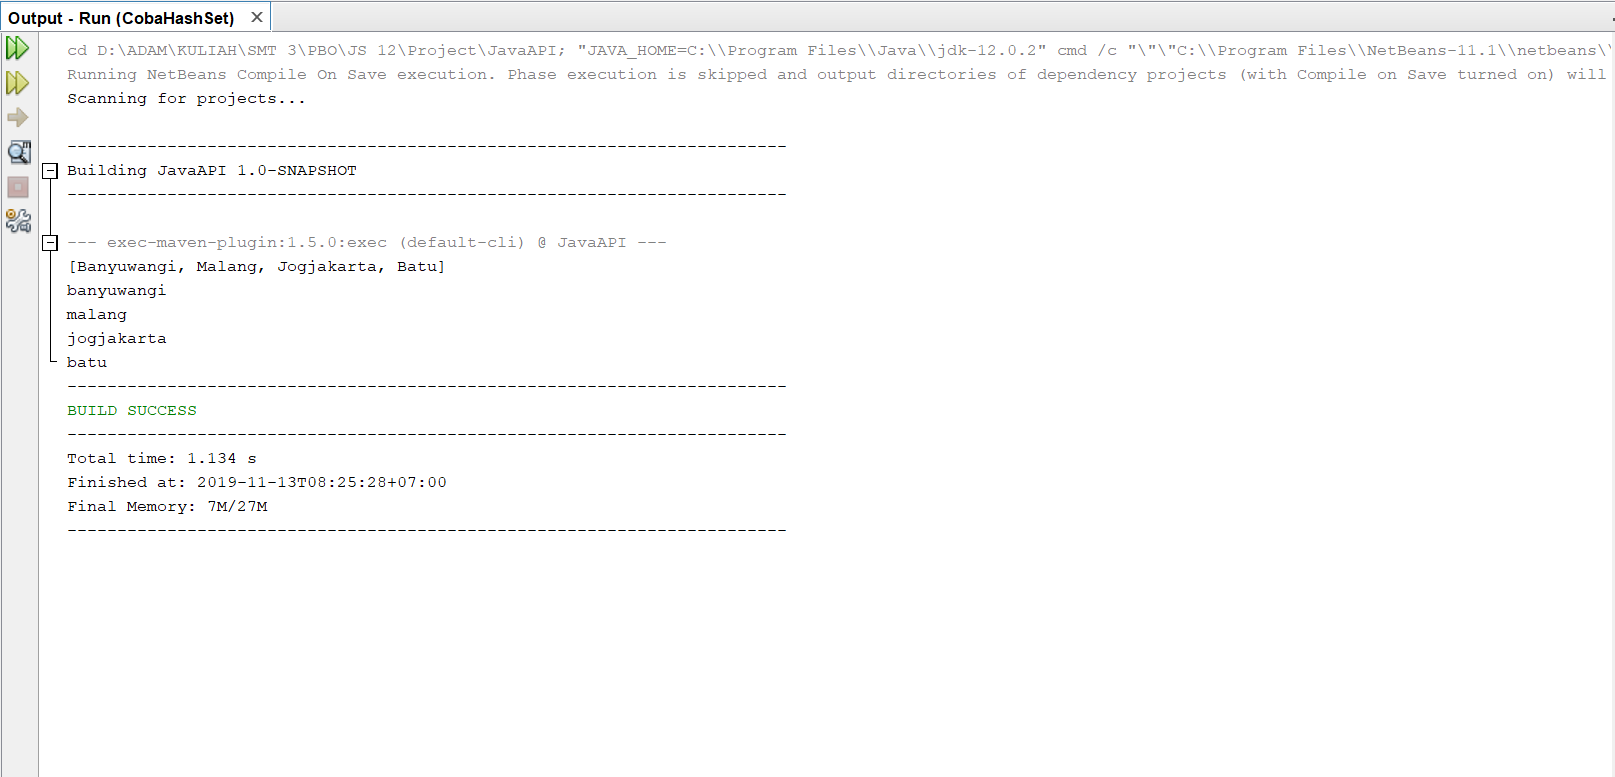 Output - Run (CobaHashSet)
cd D:\ADAM\KULIAH\SMT 3\PBO\JS 12\Project\JavaAPI; "JAVA_HOME=C:\\Program Files\\Java\\jdk-12.0.2" cmd /c "\"\"C:\\Program Files\\NetBeans-11.1\\netbeans\\
Running NetBeans Compile On Save execution. Phase execution is skipped and output directories of dependency projects (with Compile on Save turned on) will
Scanning for projects...
------------------------------------------------------------------------
Building JavaAPI 1.0-SNAPSHOT
------------------------------------------------------------------------
--- exec-maven-plugin:1.5.0:exec (default-cli) @ JavaAPI ---
[Banyuwangi, Malang, Jogjakarta, Batu]
banyuwangi
malang
jogjakarta
batu
------------------------------------------------------------------------
BUILD SUCCESS
------------------------------------------------------------------------
Total time: 1.134 s
Finished at: 2019-11-13T08:25:28+07:00
Final Memory: 7M/27M
------------------------------------------------------------------------